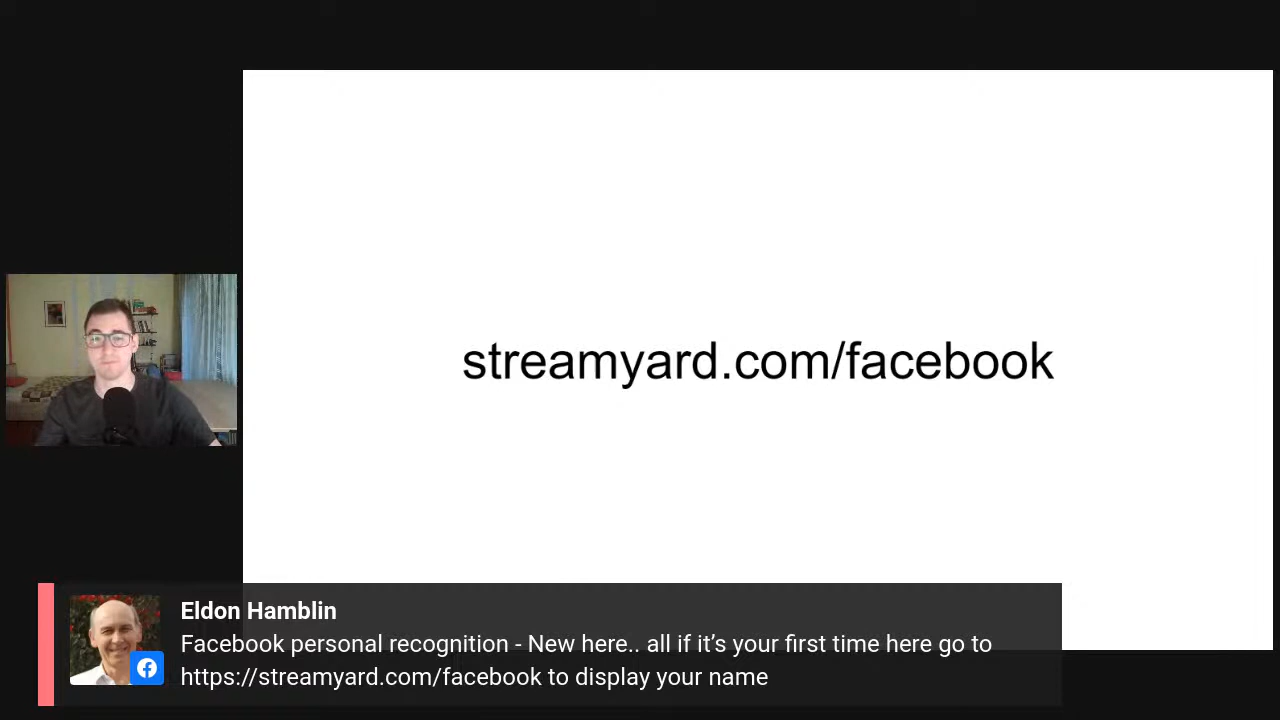 streamyard.com/facebook
Eldon Hamblin
Facebook personal recognition - New here.. all if it’s your first time here go to
https://streamyard.com/facebook to display your name